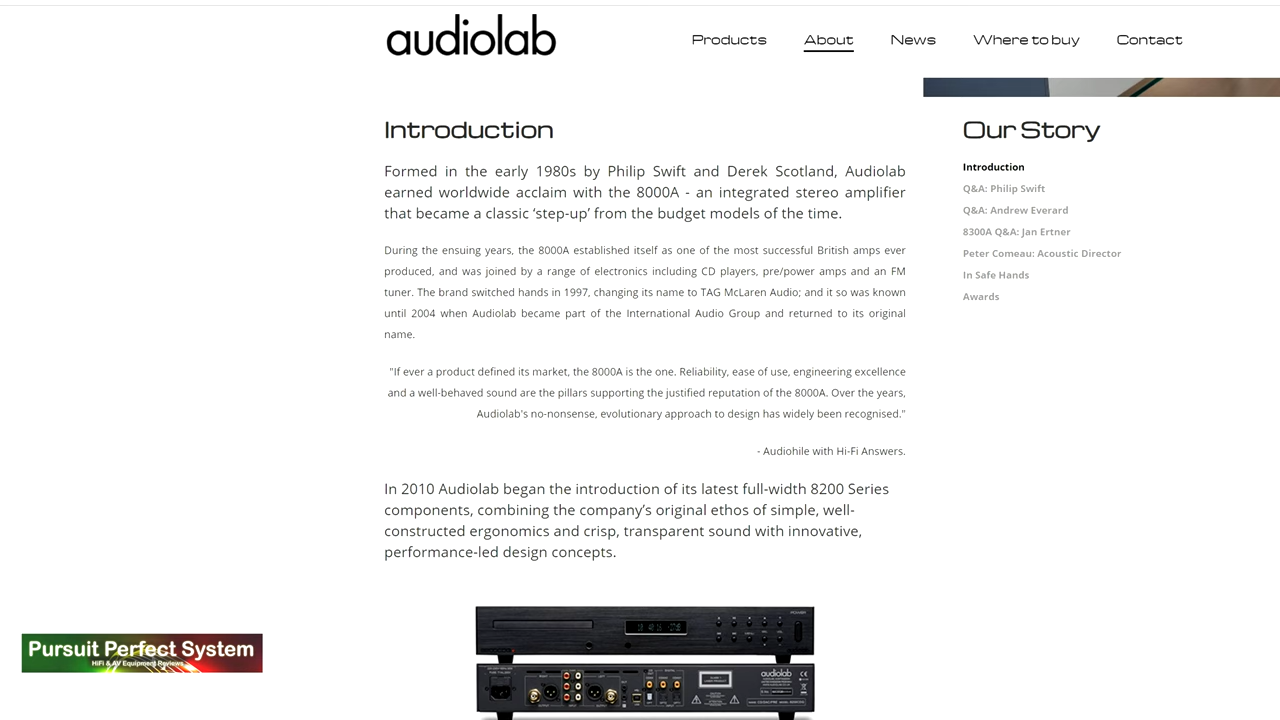 audiolab
Products About News Where to buy Contact
Introduction
Formed in the early 1980s by Philip Swift and Derek Scotland, Audiolab
earned worldwide acclaim with the 8000A - an integrated stereo amplifier
that became a classic ‘step-up’ from the budget models of the time.
During the ensuing years, the 8000A established itself as one of the most successful British amps ever
produced, and was joined by a range of electronics including CD players, pre/power amps and an FM
tuner. The brand switched hands in 1997, changing its name to TAG McLaren Audio; and it so was known
until 2004 when Audiolab became part of the International Audio Group and returned to its original
name.
"If ever a product defined its market, the 8000A is the one. Reliability, ease of use, engineering excellence
and a well-behaved sound are the pillars supporting the justified reputation of the 8000A. Over the years,
Audiolab's no-nonsense, evolutionary approach to design has widely been recognised."
- Audiohile with Hi-Fi Answers.
In 2010 Audiolab began the introduction of its latest full-width 8200 Series
components, combining the company’s original ethos of simple, well-
constructed ergonomics and crisp, transparent sound with innovative,
performance-led design concepts.
Our Story
Introduction
Q&A: Philip Swift
Q&A: Andrew Everard
8300A Q&A: Jan Ertner
Peter Comeau: Acoustic Director
In Safe Hands
Awards
Pursuit Perfect System
HiFi & AV Equipment Reviews
audiolab